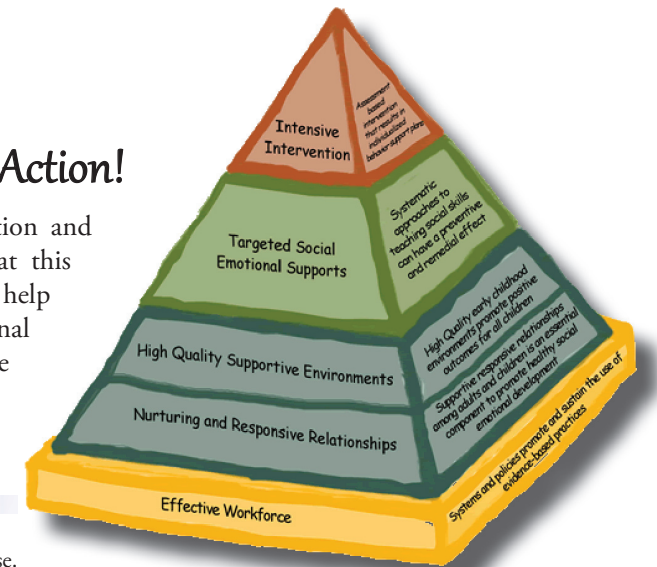 Action!
tion and
at this
help
nal
e
se.
Intensive
Intervention
Assessment
based
intervention
that results in
individualized
behavior support plans
Targeted Social
Emotional Supports
Systematic
approaches to
teaching social skills
can have a preventive
and remedial effect
High Quality Supportive Environments
High Quality early childhood
environments promote positive
outcomes for all children
Nurturing and Responsive Relationships
Supportive responsive relationships
among adults and children is an essential
component to promote healthy social
emotional development
Effective Workforce
Systems and policies promote and sustain the use of
evidence-based practices